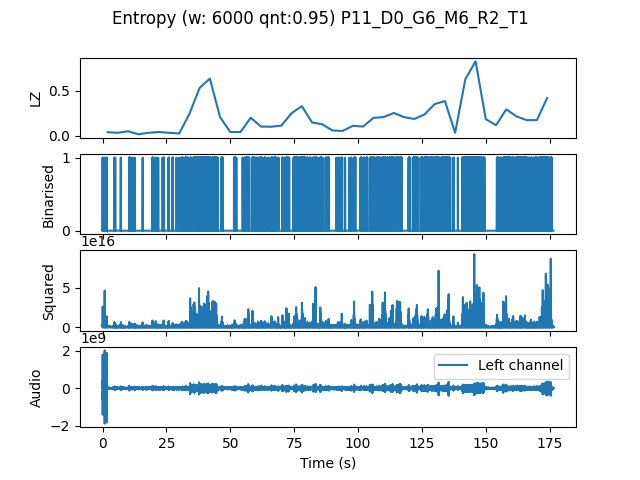 Entropy (w: 6000 qnt:0.95) P11_D0_G6_M6_R2_T1
LZ
0.5
0.0
Binarised
1
0
1e16
Squared
5
0
1e9
Audio
2
0
−2
Left channel
0 25 50 75 100 125 150 175
Time (s)